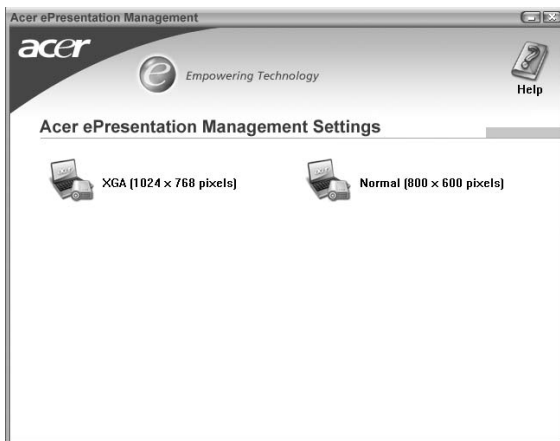 Acer ePresentation Management
acer
e Empowering Technology
Help
Acer ePresentation Management Settings
XGA (1024 x 768 pixels)
Normal (800 x 600 pixels)